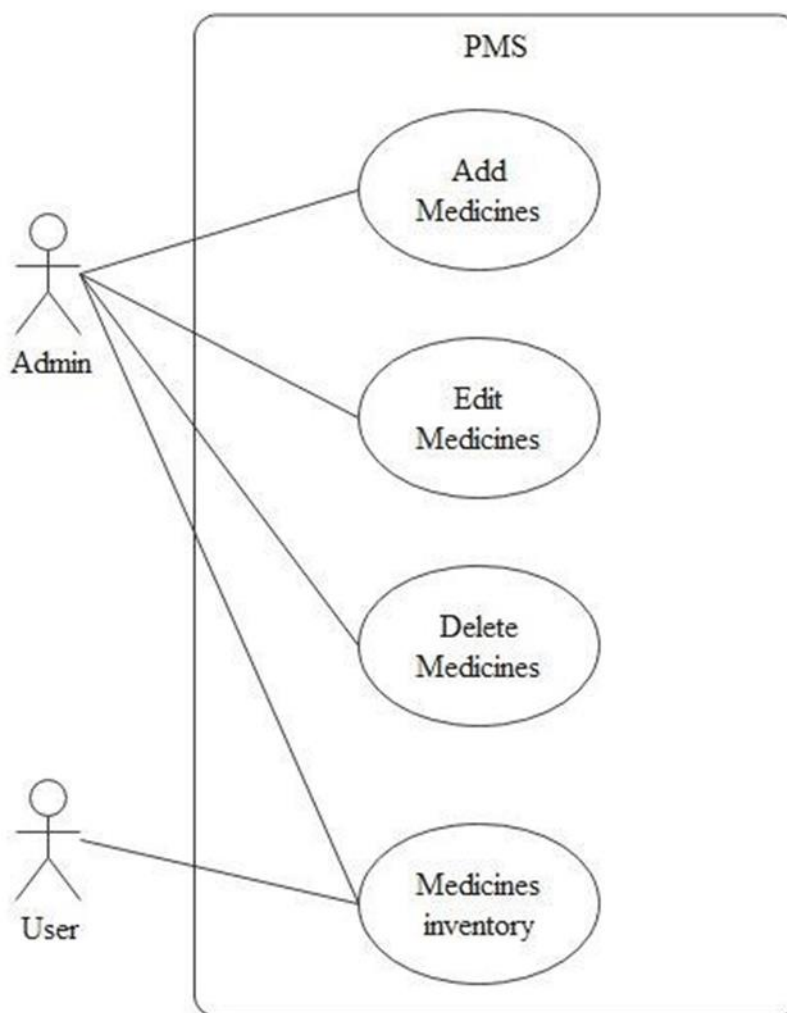 PMS
Add
Medicines
Admin
Edit
Medicines
Delete
Medicines
User
Medicines
inventory